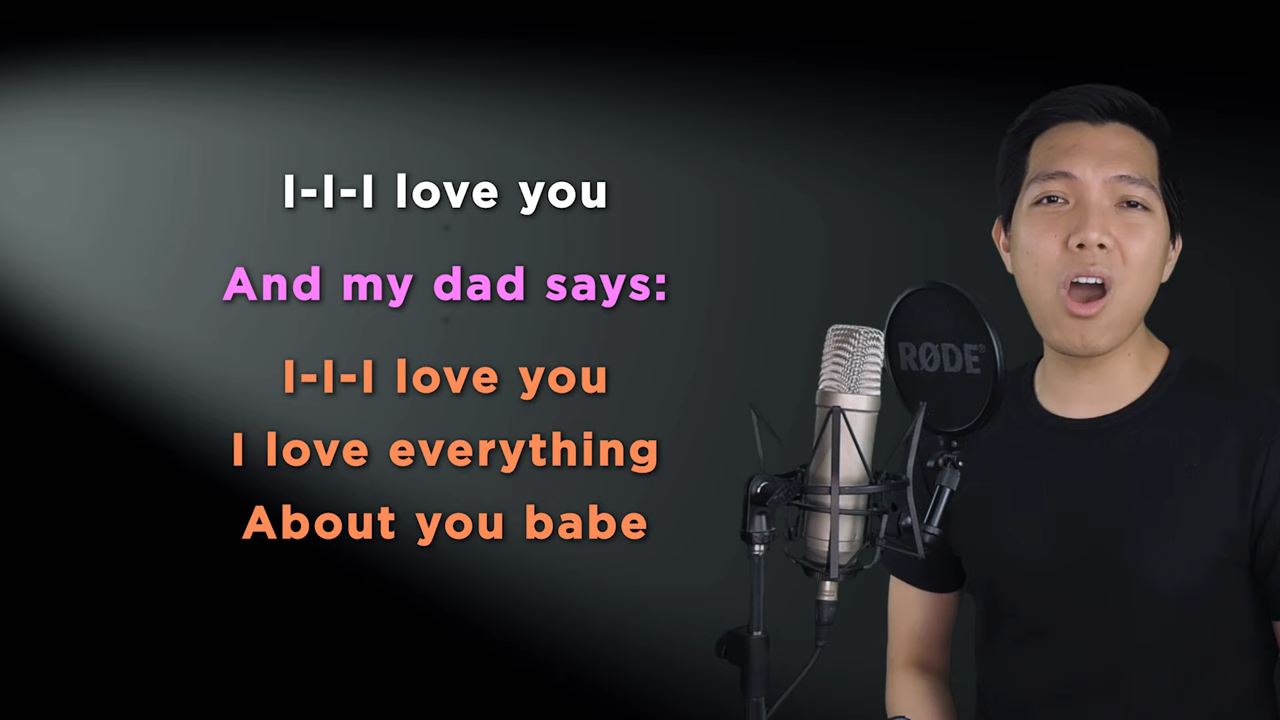 I-I-I love you
And my dad says:
I-I-I love you
I love everything
About you babe
RØDE®